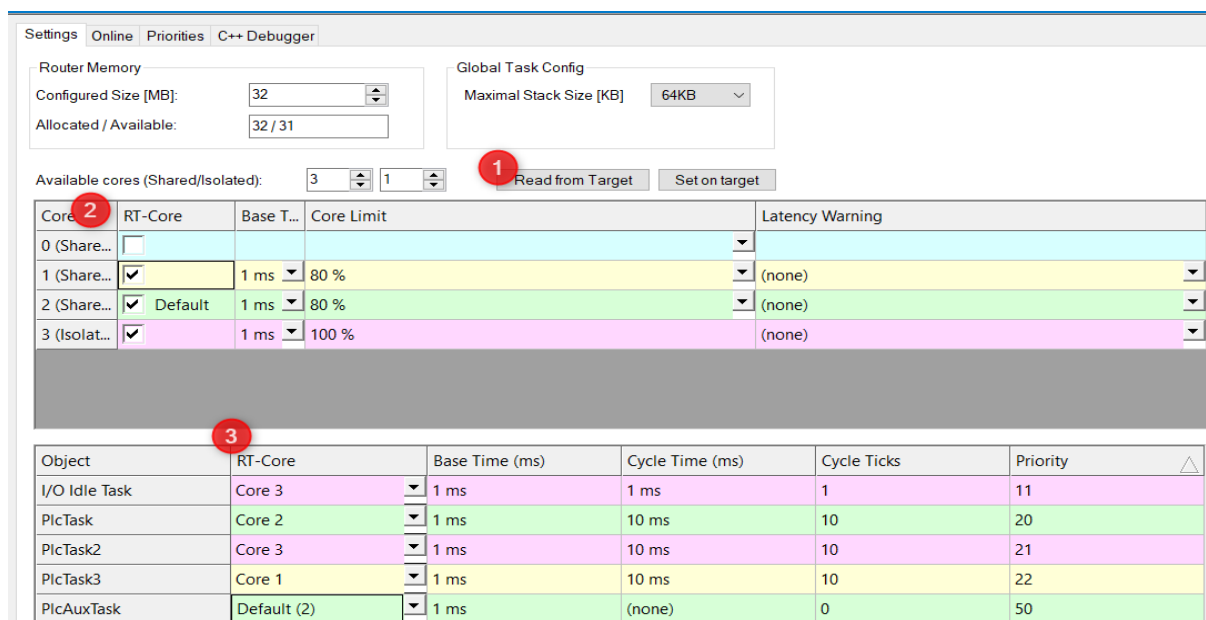 Settings Online Priorities C++ Debugger
Router Memory Global Task Config
Configured Size [MB]: 32 Maximal Stack Size [KB] 64KB
Allocated / Available: 32 / 31
1
Available cores (Shared/Isolated): 3 1 Read from Target Set on target
2
Core RT-Core Base T... Core Limit Latency Warning
0 (Share...
1 (Share... 1 ms 80 % (none)
2 (Share... Default 1 ms 80 % (none)
3 (Isolat... 1 ms 100 % (none)
3
Object RT-Core Base Time (ms) Cycle Time (ms) Cycle Ticks Priority
I/O Idle Task Core 3 1 ms 1 ms 1 11
PlcTask Core 2 1 ms 10 ms 10 20
PlcTask2 Core 3 1 ms 10 ms 10 21
PlcTask3 Core 1 1 ms 10 ms 10 22
PlcAuxTask Default (2) 1 ms (none) 0 50